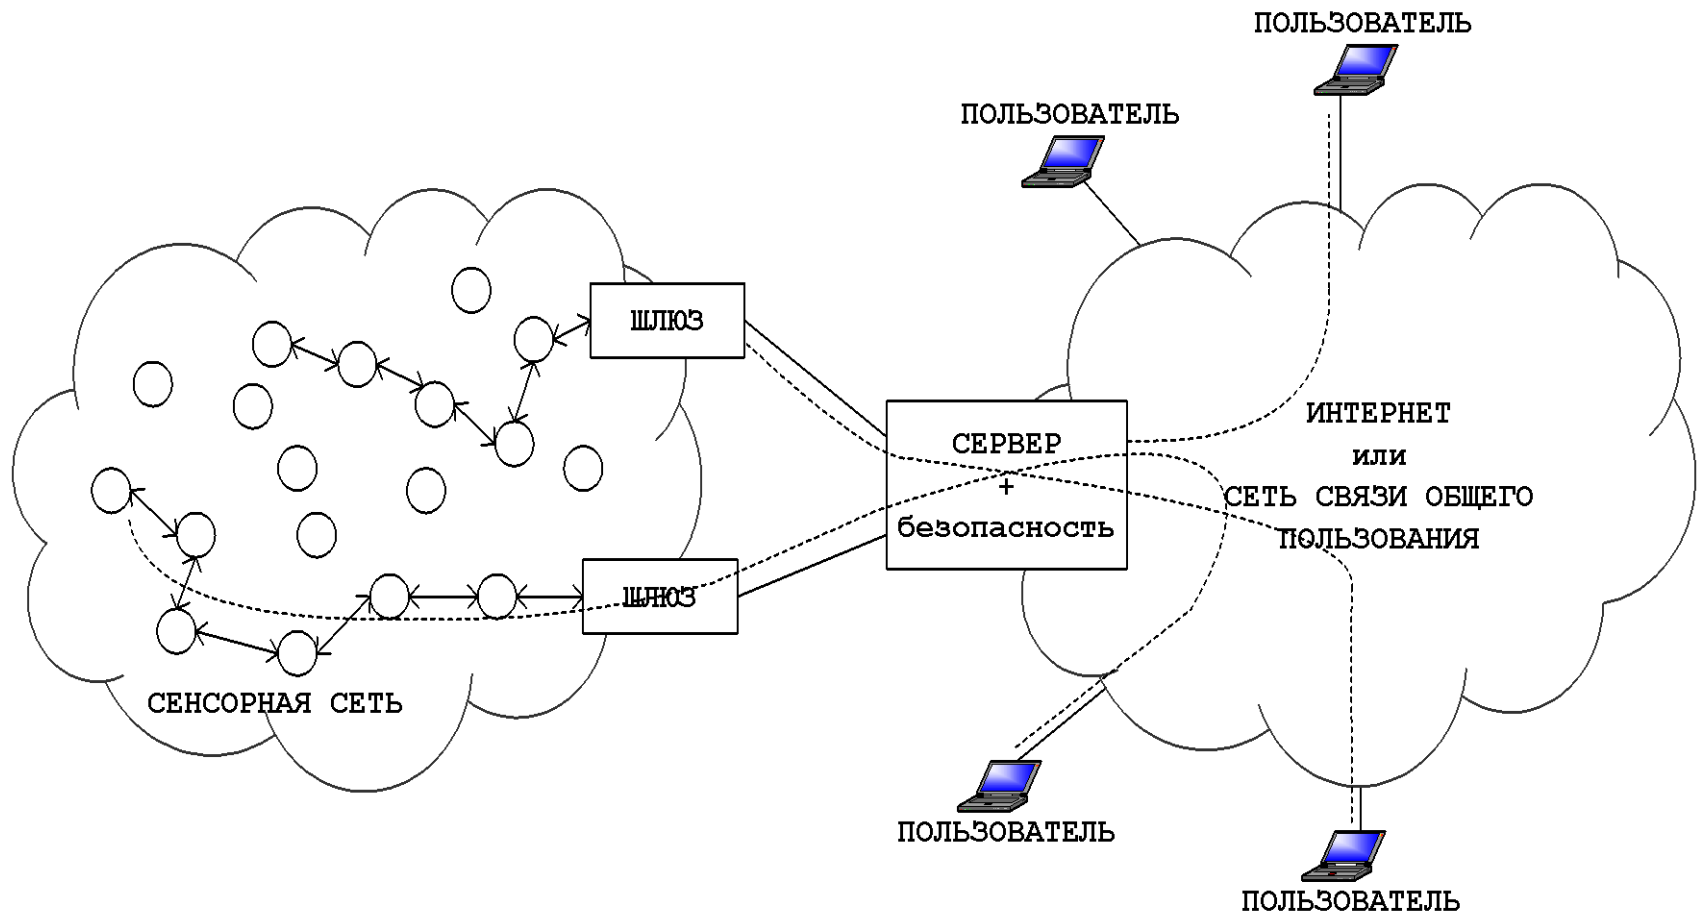 ПОЛЬЗОВАТЕЛЬ
ПОЛЬЗОВАТЕЛЬ
ШЛЮЗ
СЕРВЕР
+
безопасность
ИНТЕРНЕТ
или
СЕТЬ СВЯЗИ ОБЩЕГО
ПОЛЬЗОВАНИЯ
ШЛЮЗ
СЕНСОРНАЯ СЕТЬ
ПОЛЬЗОВАТЕЛЬ
ПОЛЬЗОВАТЕЛЬ